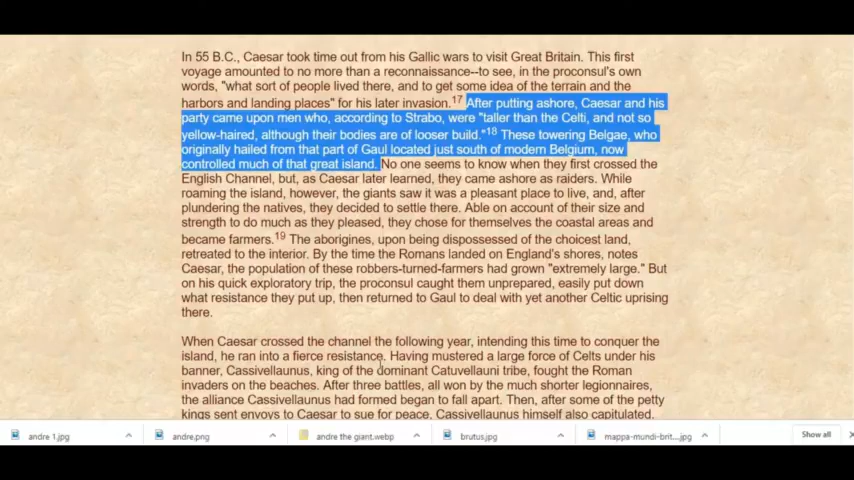 In 55 B.C., Caesar took time out from his Gallic wars to visit Great Britain. This first
voyage amounted to no more than a reconnaissance--to see, in the proconsul's own
words, "what sort of people lived there, and to get some idea of the terrain and the
harbors and landing places" for his later invasion.17 After putting ashore, Caesar and his
party came upon men who, according to Strabo, were "taller than the Celti, and not so
yellow-haired, although their bodies are of looser build."18 These towering Belgae, who
originally hailed from that part of Gaul located just south of modern Belgium, now
controlled much of that great island. No one seems to know when they first crossed the
English Channel, but, as Caesar later learned, they came ashore as raiders. While
roaming the island, however, the giants saw it was a pleasant place to live, and, after
plundering the natives, they decided to settle there. Able on account of their size and
strength to do much as they pleased, they chose for themselves the coastal areas and
became farmers.19 The aborigines, upon being dispossessed of the choicest land,
retreated to the interior. By the time the Romans landed on England's shores, notes
Caesar, the population of these robbers-turned-farmers had grown "extremely large." But
on his quick exploratory trip, the proconsul caught them unprepared, easily put down
what resistance they put up, then returned to Gaul to deal with yet another Celtic uprising
there.
When Caesar crossed the channel the following year, intending this time to conquer the
island, he ran into a fierce resistance. Having mustered a large force of Celts under his
banner, Cassivellaunus, king of the dominant Catuvellauni tribe, fought the Roman
invaders on the beaches. After three battles, all won by the much shorter legionnaires,
the alliance Cassivellaunus had formed began to fall apart. Then, after some of the petty
kings sent envoys to Caesar to sue for peace, Cassivellaunus himself also capitulated.
andre 1.jpg andre.png andre the giant.webp brutus.jpg mappa-mundi-brit....jpg Show all